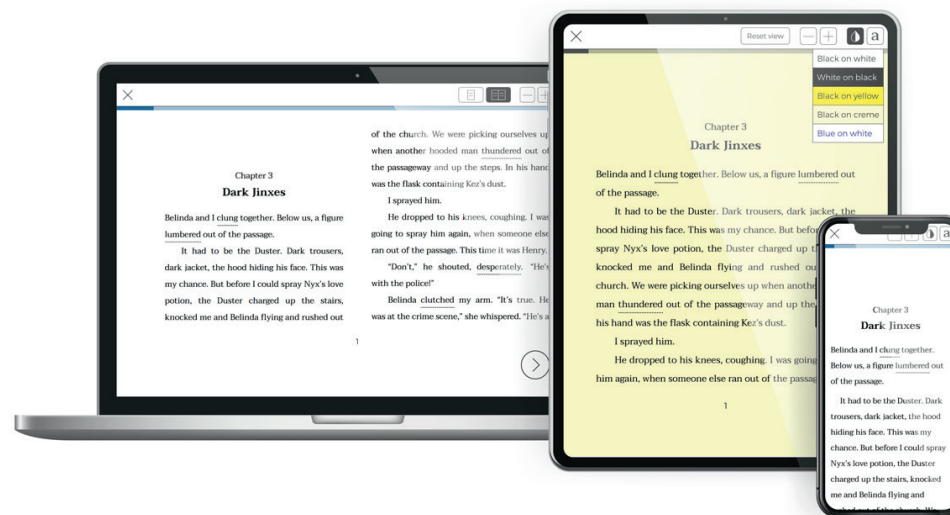 Chapter 3
Dark Jinxes
Belinda and I clung together. Below us, a figure
lumbered out of the passage.
It had to be the Duster. Dark trousers,
dark jacket, the hood hiding his face. This was
my chance. But before I could spray Nyx's love
potion, the Duster charged up the stairs,
knocked me and Belinda flying and rushed out
of the church. We were picking ourselves up
when another hooded man thundered out of
the passageway and up the steps. In his hand
was the flask containing Kez's dust.
I sprayed him.
He dropped to his knees, coughing. I was
going to spray him again, when someone else
ran out of the passage. This time it was Henry.
"Don't," he shouted, desperately. "He's
with the police!"
Belinda clutched my arm. "It's true. He
was at the crime scene," she whispered. "He's a
1
Reset view
a
Black on white
White on black
Black on yellow
Black on creme
Blue on white
Chapter 3
Dark Jinxes
Belinda and I clung together. Below us, a figure lumbered out
of the passage.
It had to be the Duster. Dark trousers, dark jacket, the
hood hiding his face. This was my chance. But before
spray Nyx's love potion, the Duster charged up
knocked me and Belinda flying and rushed
church. We were picking ourselves up when
man thundered out of the passageway and up the
his hand was the flask containing Kez's dust.
I sprayed him.
He dropped to his knees, coughing. I was going
him again, when someone else ran out of the
1
a
Chapter 3
Dark Jinxes
Belinda and I clung together.
Below us, a figure lumbered out
of the passage.
It had to be the Duster. Dark
trousers, dark jacket, the hood
hiding his face. This was my
chance. But before I could spray
Nyx's love potion, the Duster
charged up the stairs, knocked
me and Belinda flying and